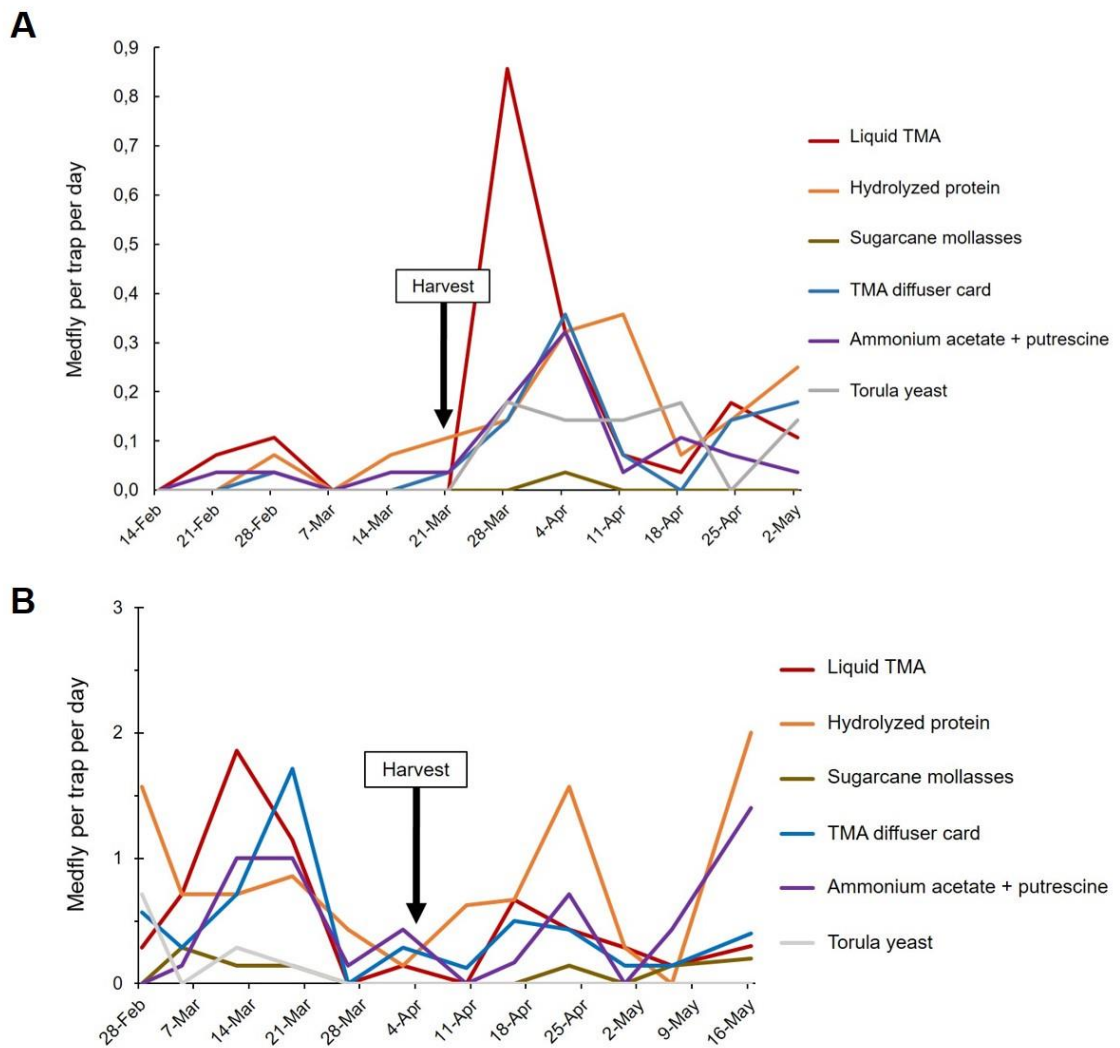 A
Medfly per trap per day
0,9
0,8
0,7
0,6
0,5
0,4
0,3
0,2
0,1
0,0
Harvest
14-Feb
21-Feb
28-Feb
7-Mar
14-Mar
21-Mar
28-Mar
4-Apr
11-Apr
18-Apr
25-Apr
2-May
Liquid TMA
Hydrolyzed protein
Sugarcane mollasses
TMA diffuser card
Ammonium acetate + putrescine
Torula yeast
B
Medfly per trap per day
3
2
1
0
Harvest
28-Feb
7-Mar
14-Mar
21-Mar
28-Mar
4-Apr
11-Apr
18-Apr
25-Apr
2-May
9-May
16-May
Liquid TMA
Hydrolyzed protein
Sugarcane mollasses
TMA diffuser card
Ammonium acetate + putrescine
Torula yeast